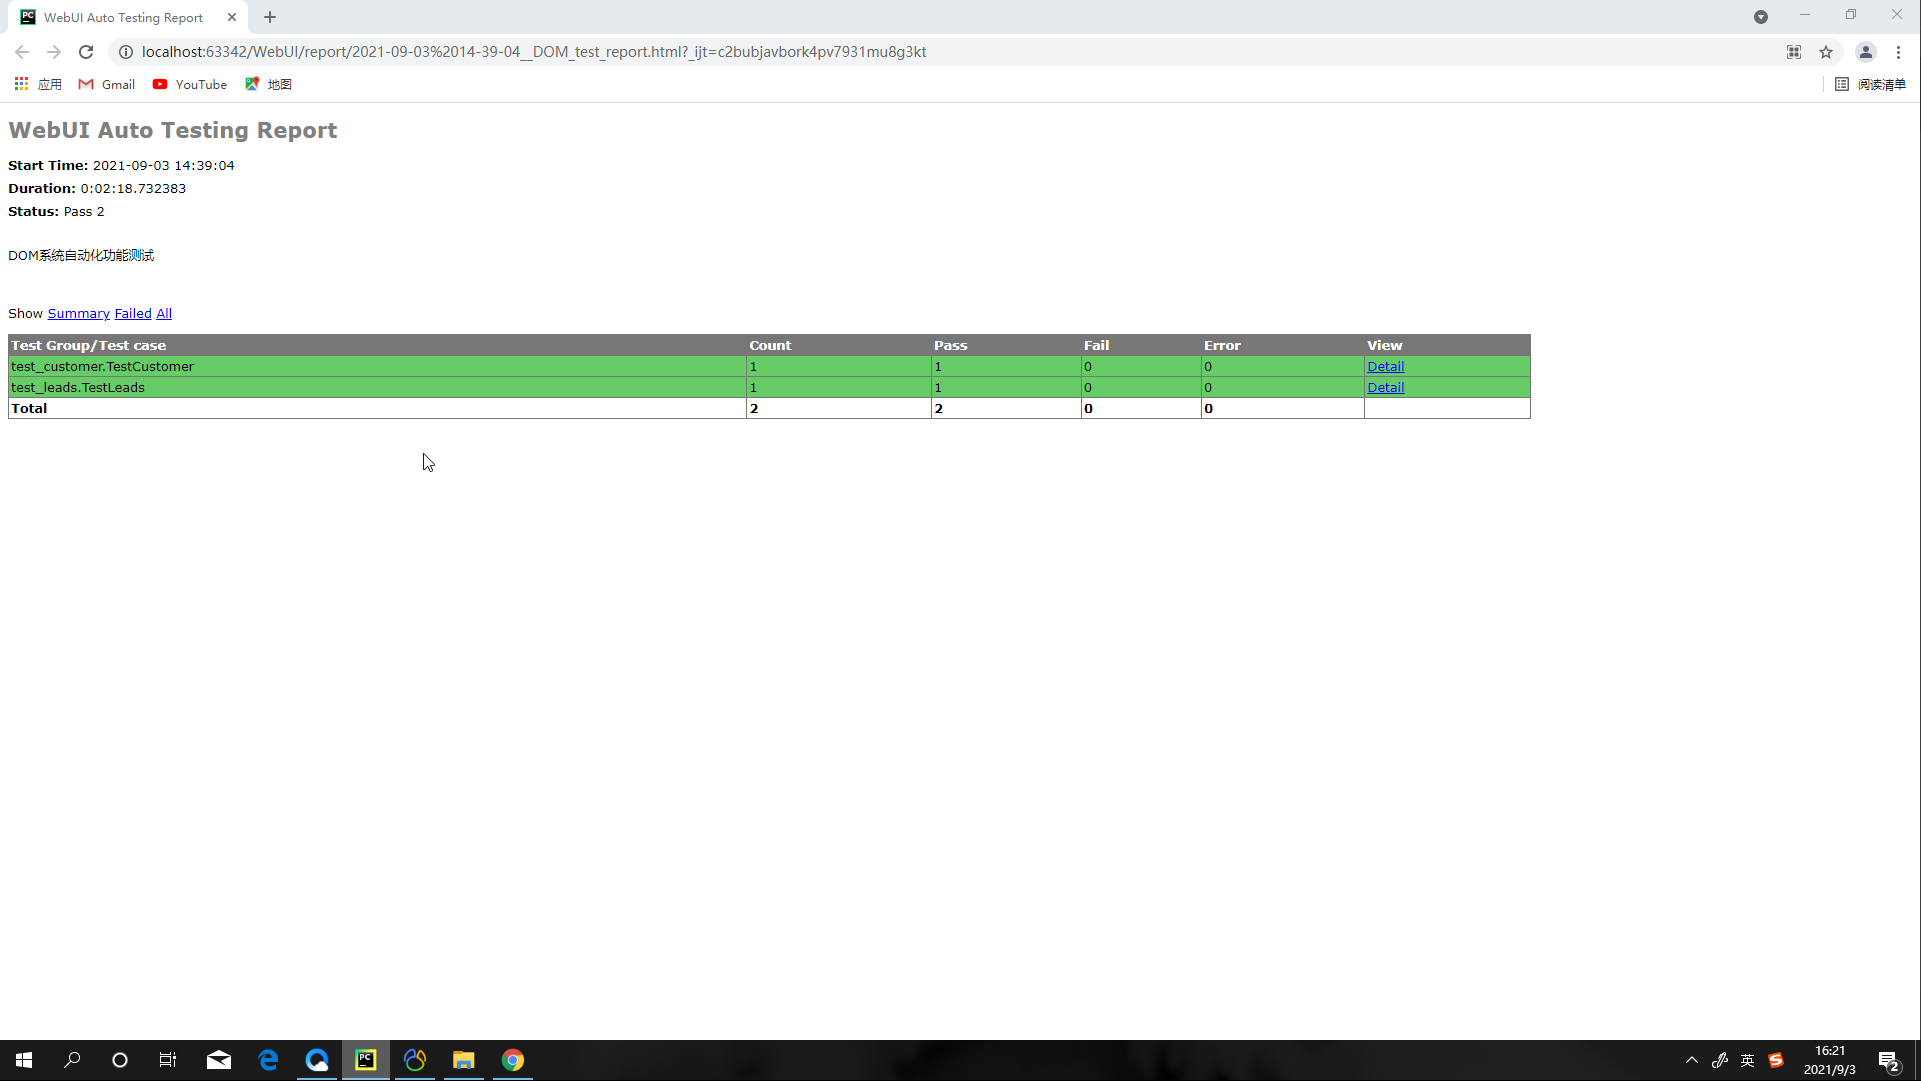 WebUI Auto Testing Report
localhost:63342/WebUI/report/2021-09-03%2014-39-04__DOM_test_report.html?_ijt=c2bubjavbork4pv7931mu8g3kt
应用 Gmail YouTube 地图 阅读清单
WebUI Auto Testing Report
Start Time: 2021-09-03 14:39:04
Duration: 0:02:18.732383
Status: Pass 2
DOM系统自动化功能测试
Show Summary Failed All
Test Group/Test case Count Pass Fail Error View
test_customer.TestCustomer 1 1 0 0 Detail
test_leads.TestLeads 1 1 0 0 Detail
Total 2 2 0 0
英 16:21
2021/9/3 2